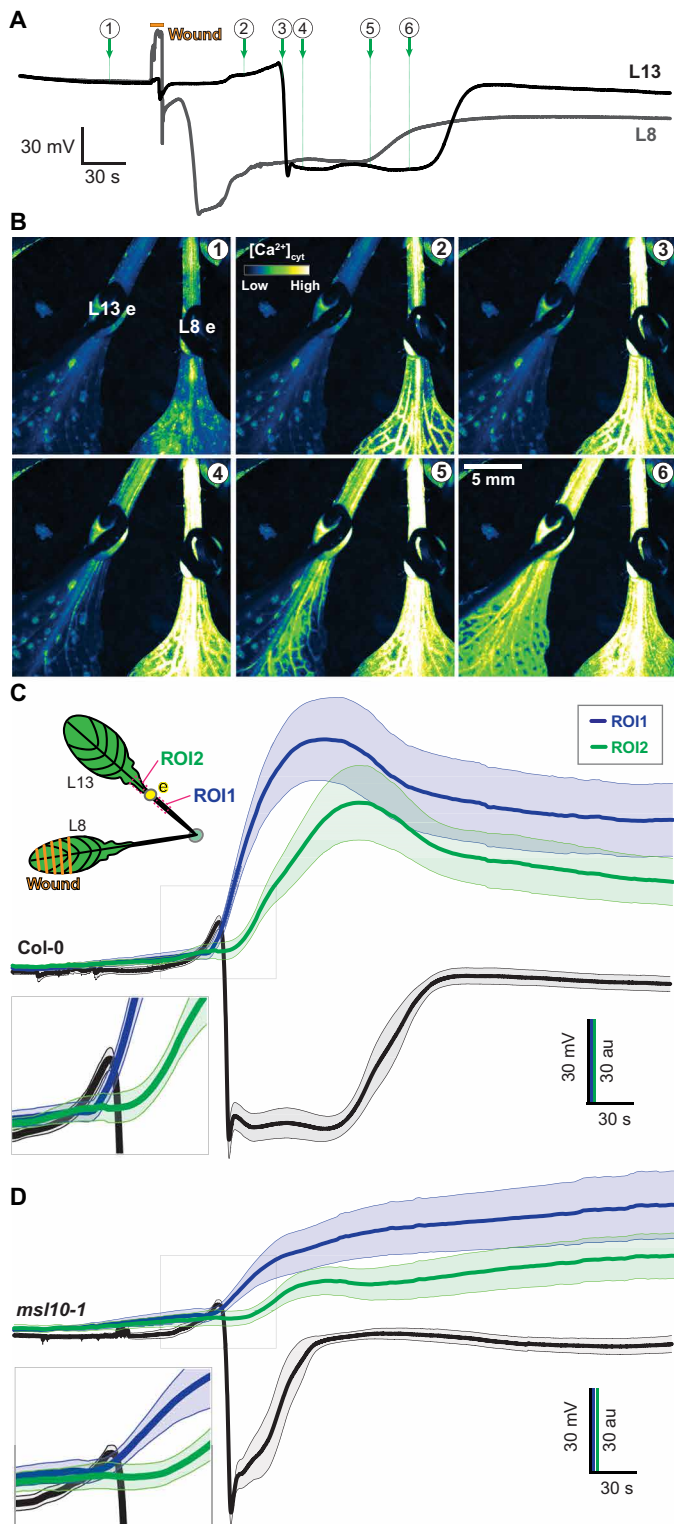 A
1
Wound
2
3
4
5
6
L13
L8
30 mV
30 s
B
1
[Ca²⁺]cyt
Low High
2
3
L13 e
L8 e
4
5
5 mm
6
C
ROI1
ROI2
ROI2
e
L13
ROI1
L8
Wound
Col-0
30 mV
30 au
30 s
D
msl10-1
30 mV
30 au
30 s